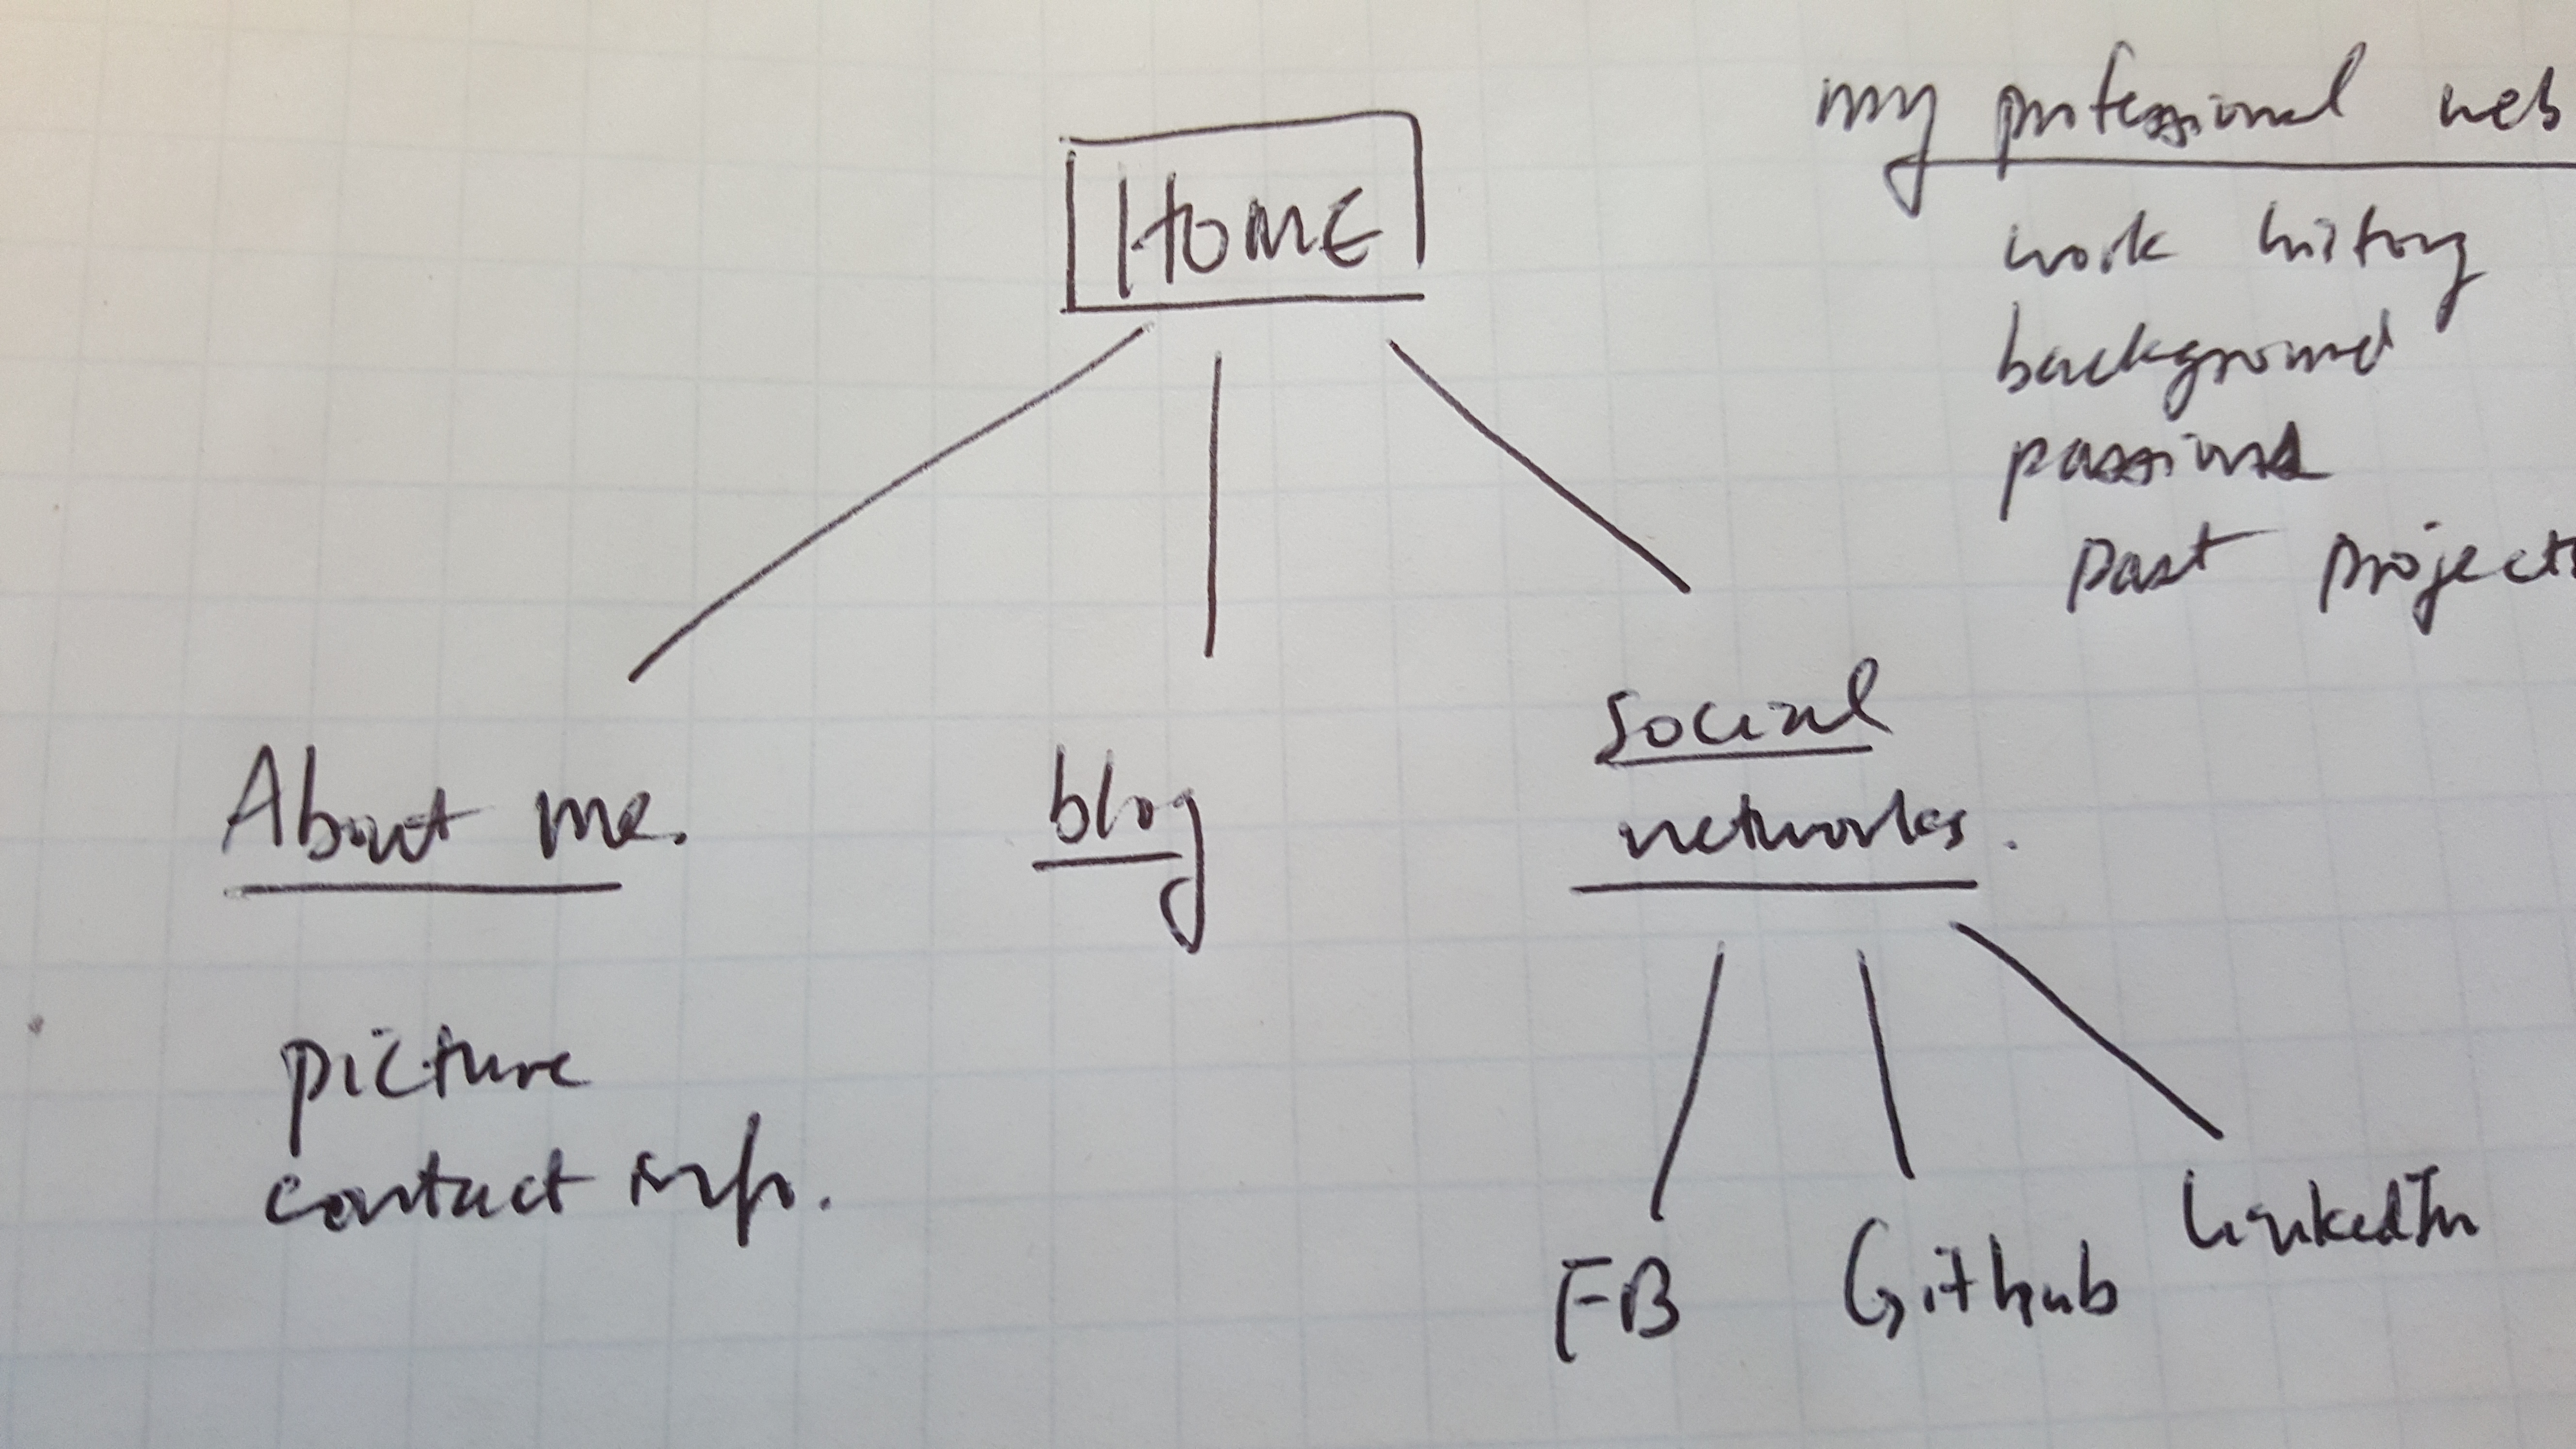 my professional web
work history
background
passions
past projects
HOME
About me.
picture
contact info.
blog
social
networks.
FB
Github
LinkedIn